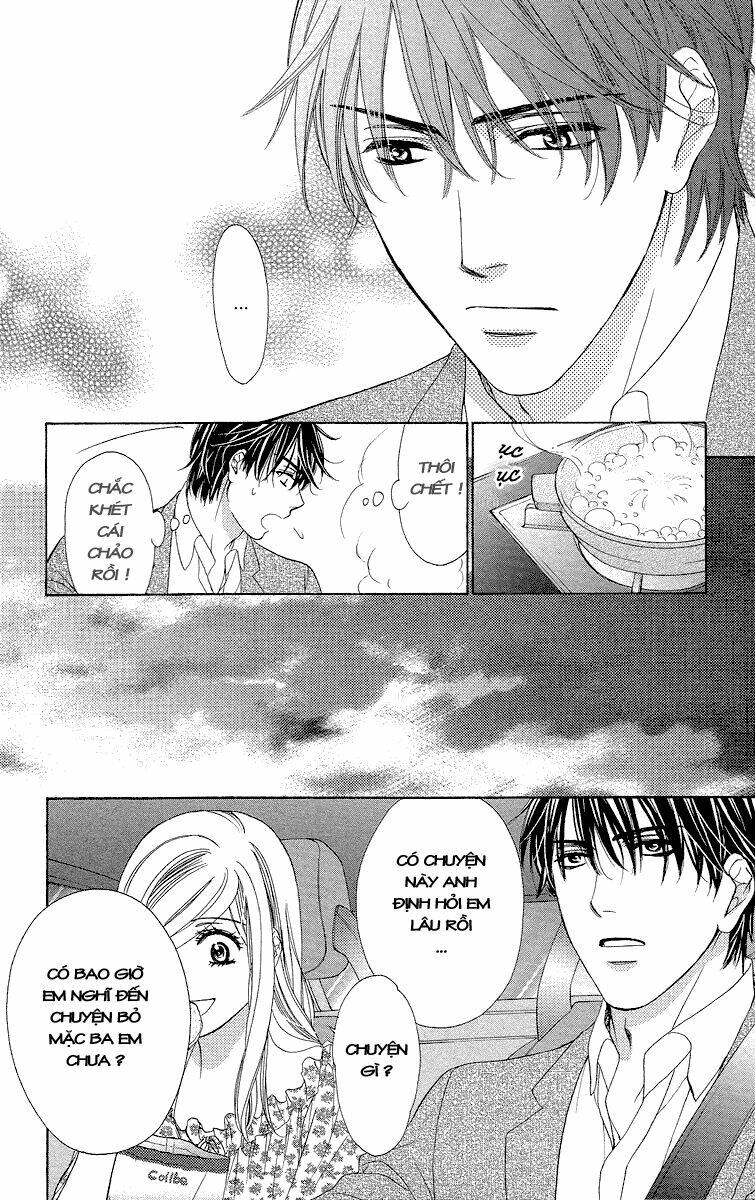 ...
ỤC
ỤC
THÔI
CHẾT !
CHẮC
KHÉT
CÁI
CHẢO
RỒI !
CÓ CHUYỆN
NÀY ANH
ĐỊNH HỎI EM
LÂU RỒI
...
CHUYỆN
GÌ ?
CÓ BAO GIỜ
EM NGHĨ ĐẾN
CHUYỆN BỎ
MẶC BA EM
CHƯA ?
Collbe